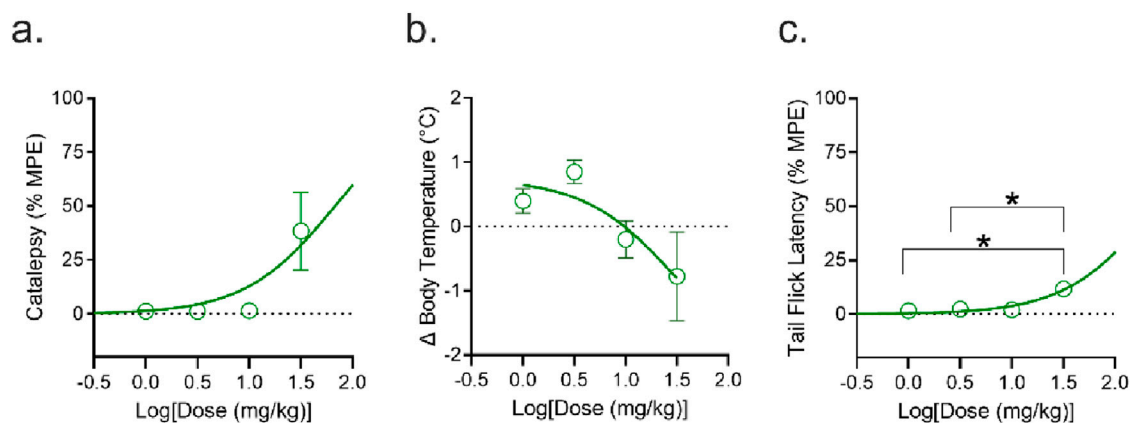 a.
b.
c.
Catalepsy (% MPE)
100
75
50
25
0
-0.5 0.0 0.5 1.0 1.5 2.0
Log[Dose (mg/kg)]
Δ Body Temperature (°C)
2
1
0
-1
-2
-0.5 0.0 0.5 1.0 1.5 2.0
Log[Dose (mg/kg)]
Tail Flick Latency (% MPE)
100
75
50
25
0
*
*
-0.5 0.0 0.5 1.0 1.5 2.0
Log[Dose (mg/kg)]